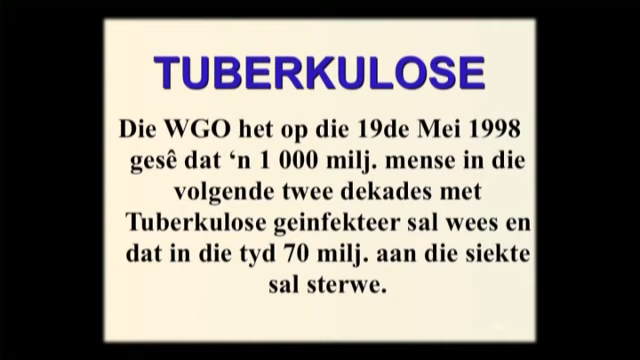 TUBERKULOSE
Die WGO het op die 19de Mei 1998
gesê dat ‘n 1 000 milj. mense in die
volgende twee dekades met
Tuberkulose geinfekteer sal wees en
dat in die tyd 70 milj. aan die siekte
sal sterwe.